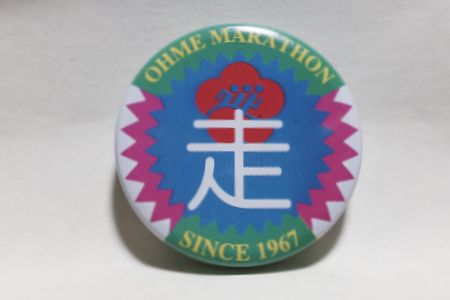 OHME MARATHON
走
SINCE 1967